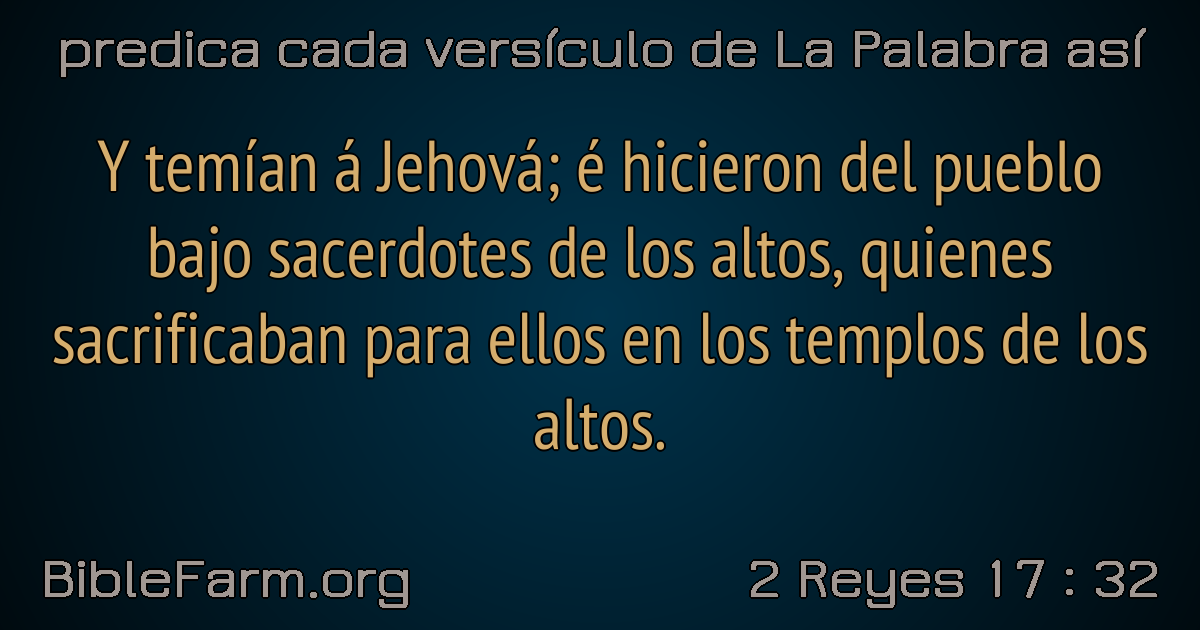 predica cada versículo de La Palabra así
Y temían á Jehová; é hicieron del pueblo
bajo sacerdotes de los altos, quienes
sacrificaban para ellos en los templos de los
altos.
BibleFarm.org
2 Reyes 17 : 32